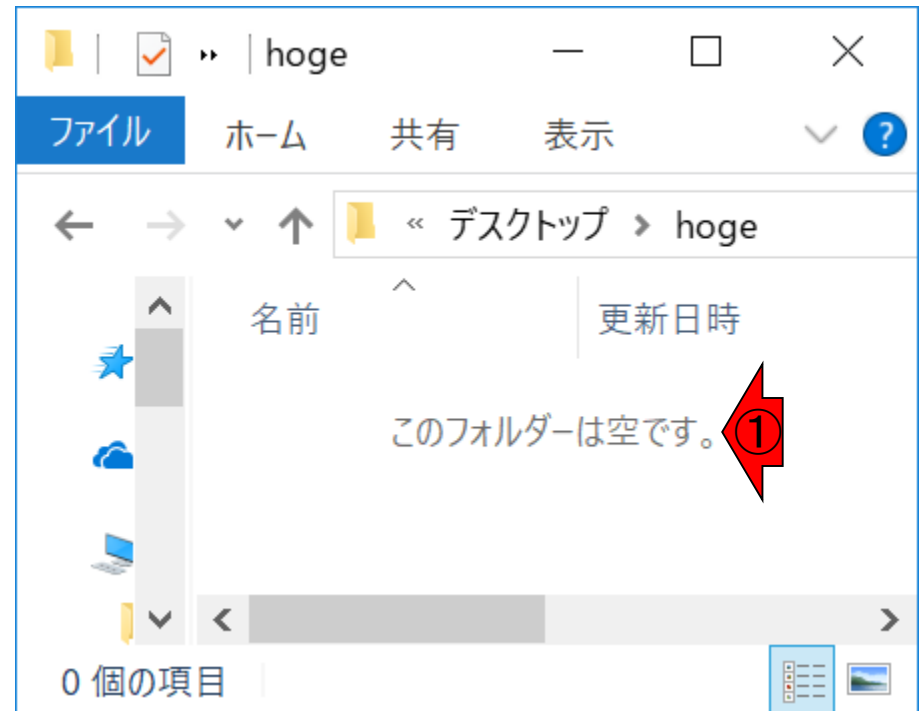 hoge
ファイル ホーム 共有 表示 ?
« デスクトップ > hoge
名前 更新日時
このフォルダーは空です。 ①
0 個の項目